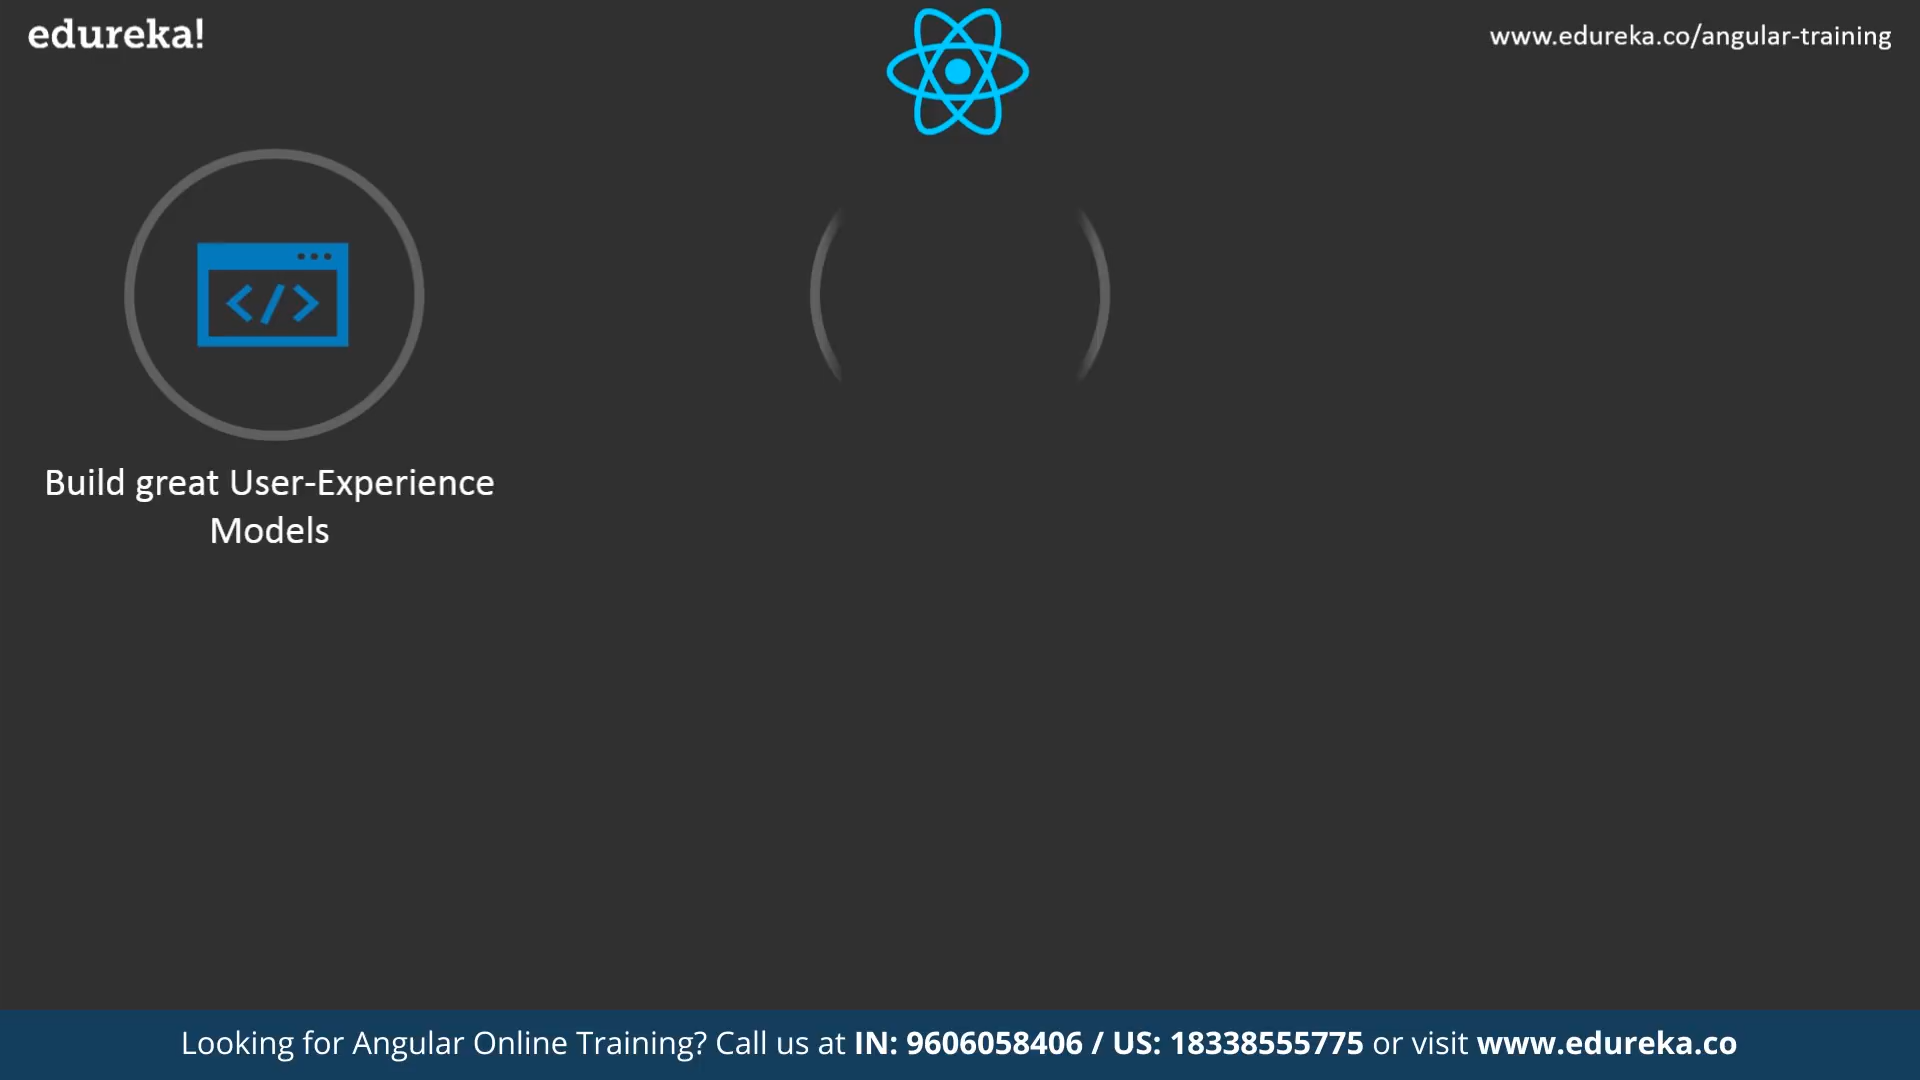 edureka!
www.edureka.co/angular-training
</>
Build great User-Experience
Models
Looking for Angular Online Training? Call us at IN: 9606058406 / US: 18338555775 or visit www.edureka.co